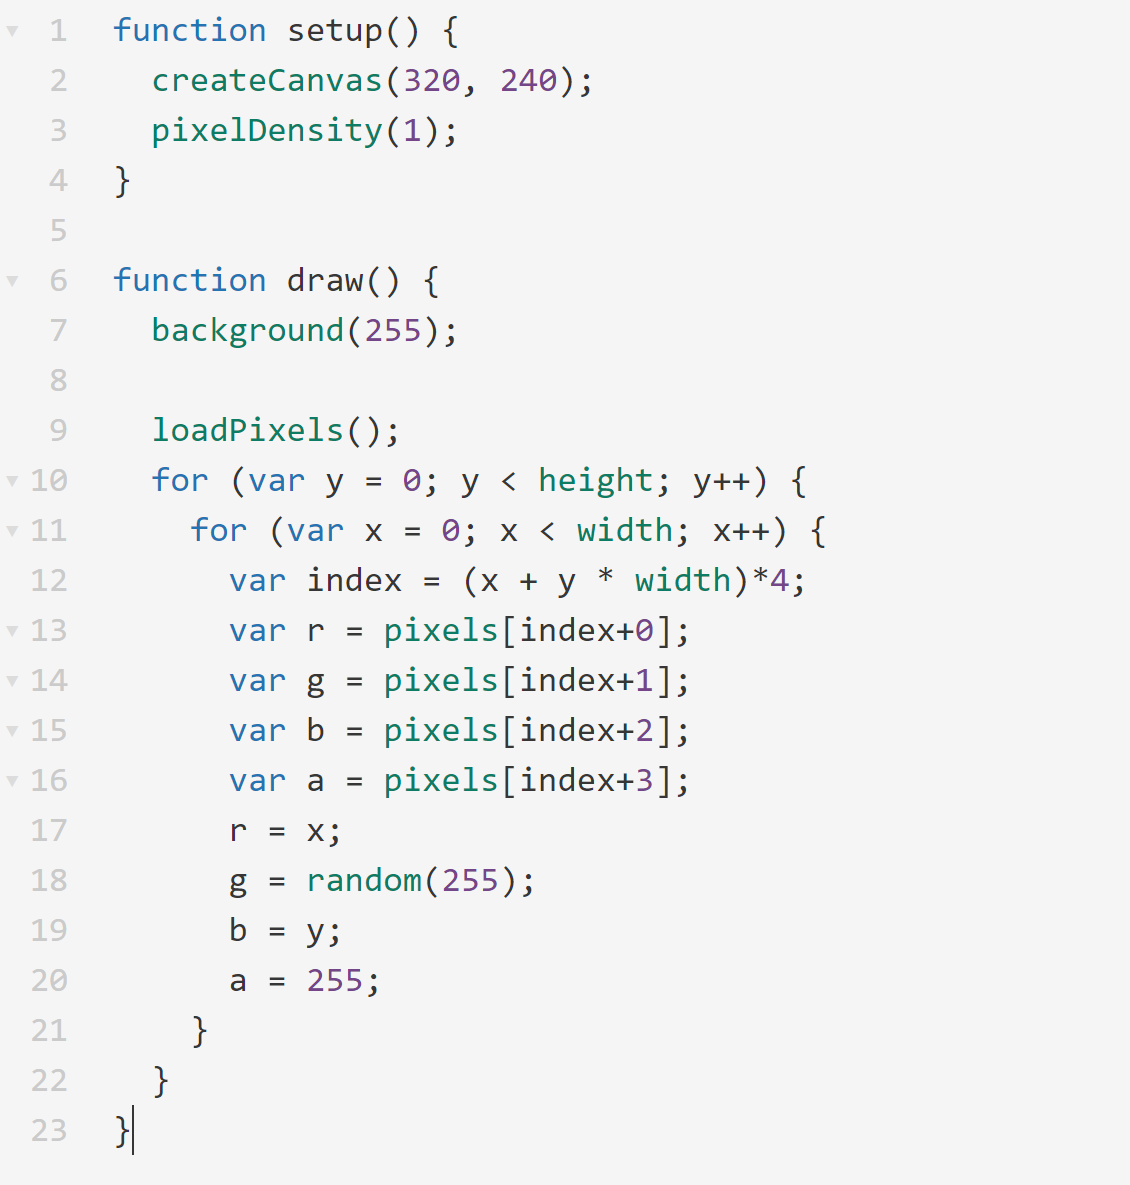 1 function setup() {
2 createCanvas(320, 240);
3 pixelDensity(1);
4 }
5
6 function draw() {
7 background(255);
8
9 loadPixels();
10 for (var y = 0; y < height; y++) {
11 for (var x = 0; x < width; x++) {
12 var index = (x + y * width)*4;
13 var r = pixels[index+0];
14 var g = pixels[index+1];
15 var b = pixels[index+2];
16 var a = pixels[index+3];
17 r = x;
18 g = random(255);
19 b = y;
20 a = 255;
21 }
22 }
23 }